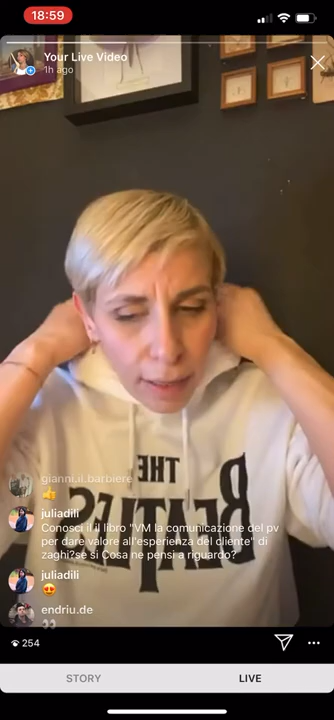 18:59
Your Live Video
1h ago
THE
BEATLES
gianni.il.barbiere
👍
juliadili
Conosci il il libro "VM la comunicazione del pv
per dare valore all'esperienza del cliente" di
zaghi?se si Cosa ne pensi a riguardo?
juliadili
😍
endriu.de
👀
254
STORY
LIVE